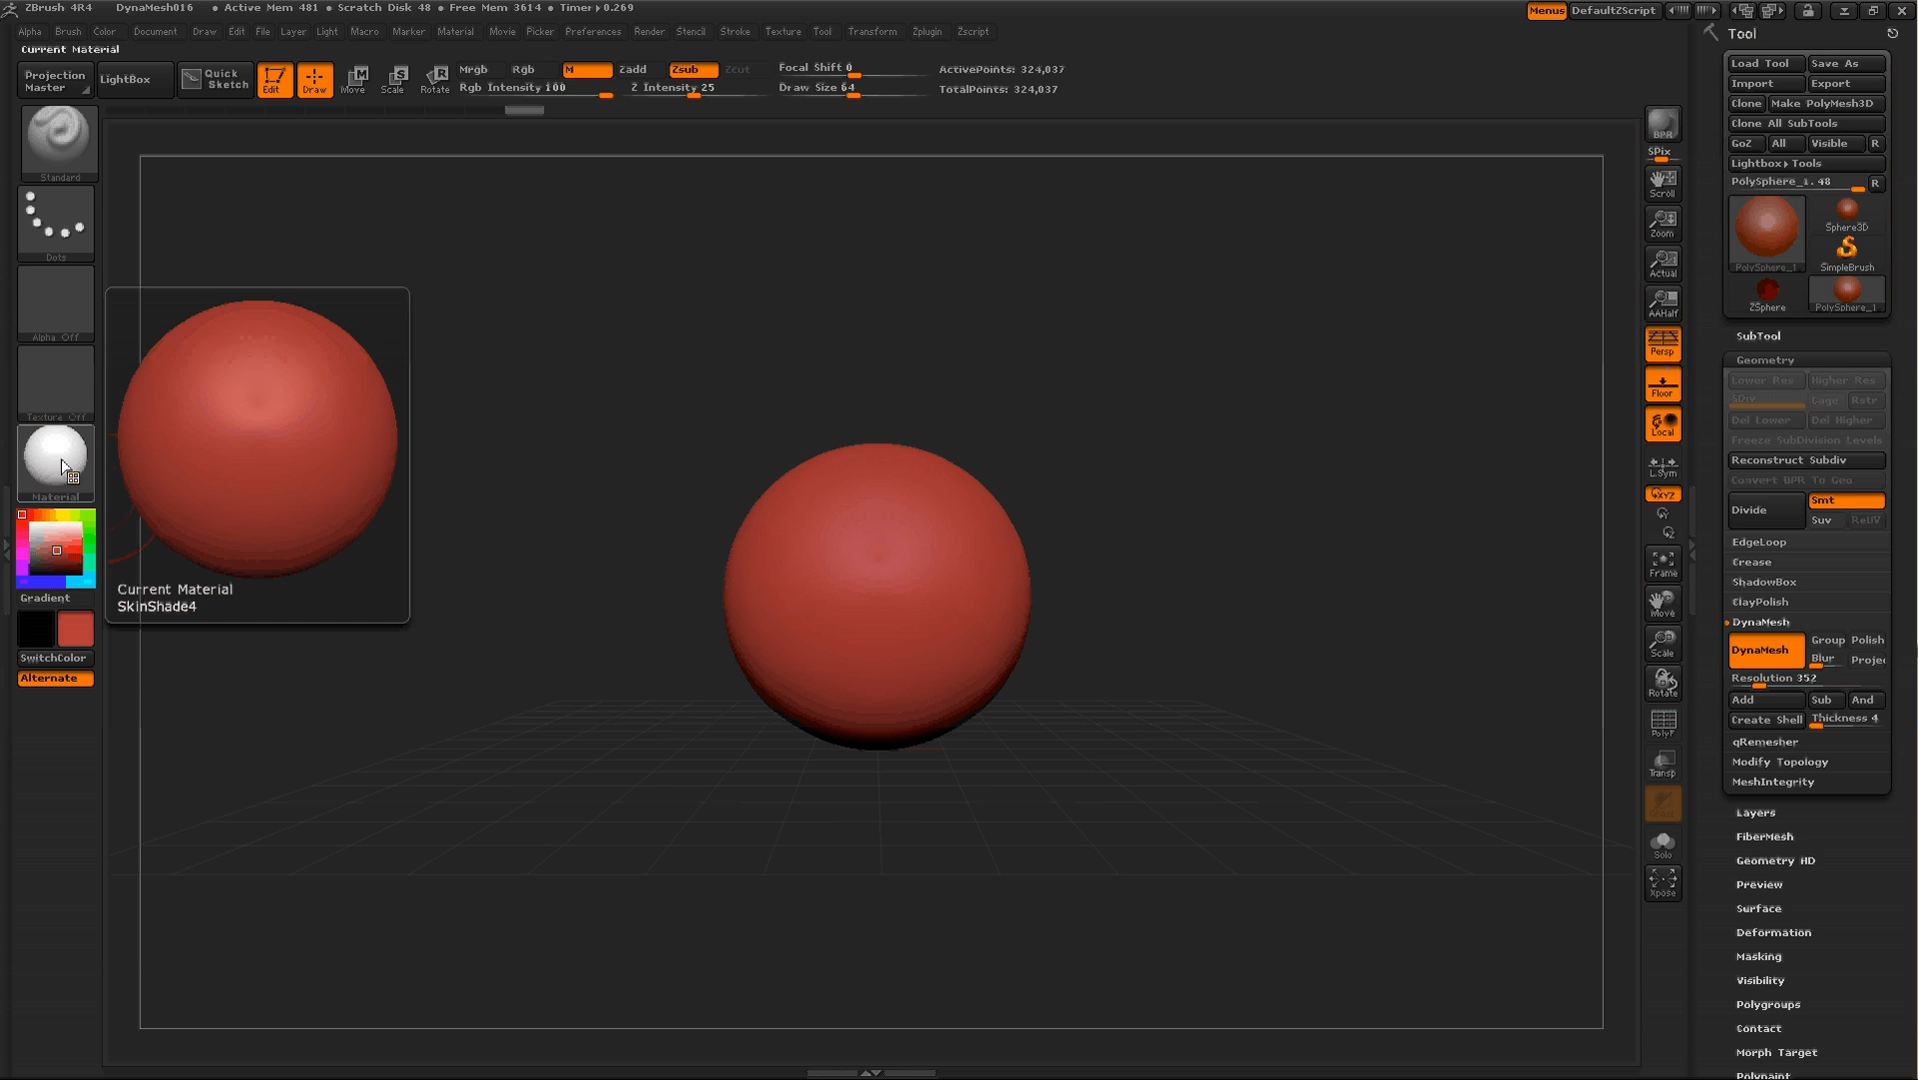 ZBrush 4R4 DynaMesh016 • Active Mem 481 • Scratch Disk 48 • Free Mem 3614 • Timer▸0.269 Menus DefaultZScript
Alpha Brush Color Document Draw Edit File Layer Light Macro Marker Material Movie Picker Preferences Render Stencil Stroke Texture Tool Transform Zplugin Zscript
Current Material
Projection Master
LightBox
Quick Sketch
Edit
Draw
Move
Scale
Rotate
Mrgb Rgb M Zadd Zsub Zcut
Rgb Intensity 100 Z Intensity 25
Focal Shift 0
Draw Size 64
ActivePoints: 324,037
TotalPoints: 324,037
Standard
Dots
Alpha Off
Texture Off
Material
Gradient
SwitchColor
Alternate
Current Material
SkinShade4
BPR
SPix
Scroll
Zoom
Actual
AAHalf
Persp
Floor
Local
L.Sym
XYZ
Frame
Move
Scale
Rotate
PolyF
Transp
Solo
Xpose
Tool
Load Tool Save As
Import Export
Clone Make PolyMesh3D
Clone All SubTools
GoZ All Visible R
Lightbox▸Tools
PolySphere_1. 48 R
PolySphere_1
Sphere3D
SimpleBrush
ZSphere
PolySphere_1
SubTool
Geometry
Lower Res Higher Res
SDiv Cage Rstr
Del Lower Del Higher
Freeze SubDivision Levels
Reconstruct Subdiv
Convert BPR To Geo
Divide Smt
Suv ReUV
EdgeLoop
Crease
ShadowBox
ClayPolish
DynaMesh
DynaMesh Group Polish
Blur Projec
Resolution 352
Add Sub And
Create Shell Thickness 4
qRemesher
Modify Topology
MeshIntegrity
Layers
FiberMesh
Geometry HD
Preview
Surface
Deformation
Masking
Visibility
Polygroups
Contact
Morph Target
Polypaint